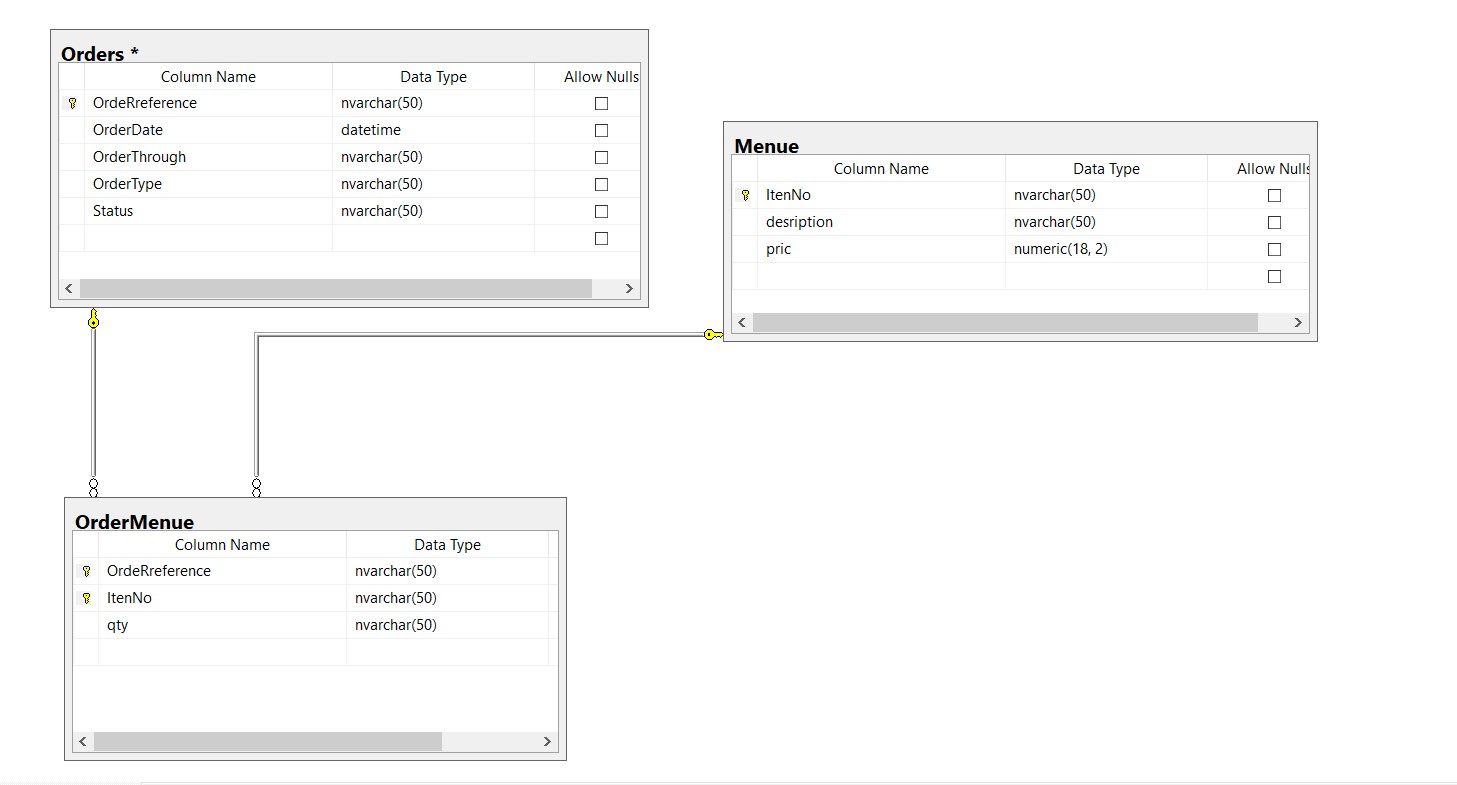 Orders *
Column Name Data Type Allow Nulls
OrdeRreference nvarchar(50)
OrderDate datetime
OrderThrough nvarchar(50)
OrderType nvarchar(50)
Status nvarchar(50)
Menue
Column Name Data Type Allow Nulls
ItenNo nvarchar(50)
desription nvarchar(50)
pric numeric(18, 2)
OrderMenue
Column Name Data Type
OrdeRreference nvarchar(50)
ItenNo nvarchar(50)
qty nvarchar(50)